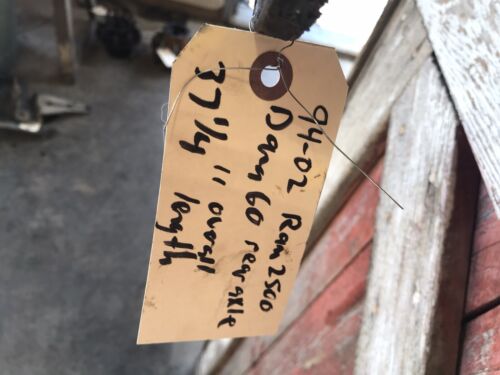 94-02 Ram 2500
Dana 60 rear axle
37 1/4 " overall
length